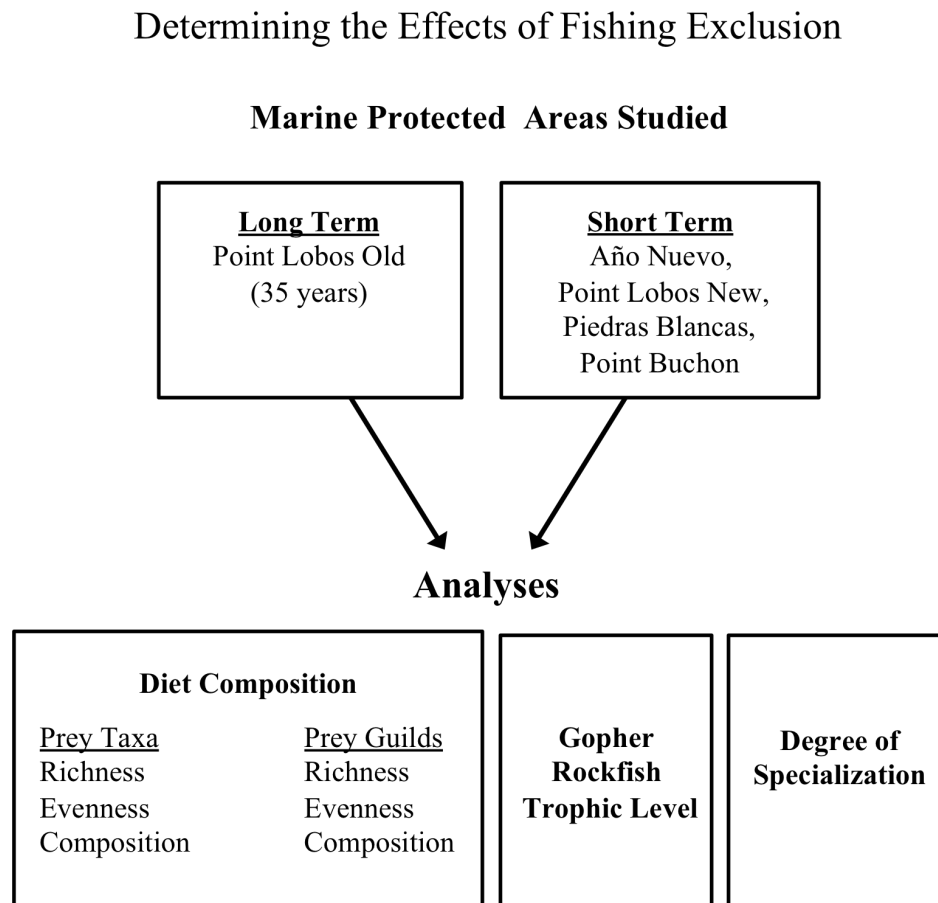 Determining the Effects of Fishing Exclusion
Marine Protected Areas Studied
Long Term
Point Lobos Old
(35 years)
Short Term
Año Nuevo,
Point Lobos New,
Piedras Blancas,
Point Buchon
Analyses
Diet Composition
Prey Taxa
Richness
Evenness
Composition
Prey Guilds
Richness
Evenness
Composition
Gopher
Rockfish
Trophic Level
Degree of
Specialization